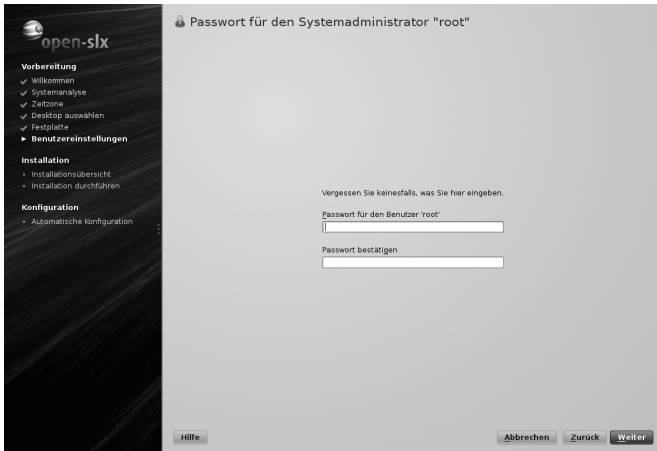 open-slx
Vorbereitung
Willkommen
Systemanalyse
Zeitzone
Desktop auswählen
Festplatte
Benutzereinstellungen
Installation
Installationsübersicht
Installation durchführen
Konfiguration
Automatische Konfiguration
Passwort für den Systemadministrator "root"
Vergessen Sie keinesfalls, was Sie hier eingeben.
Passwort für den Benutzer 'root'
Passwort bestätigen
Hilfe
Abbrechen
Zurück
Weiter